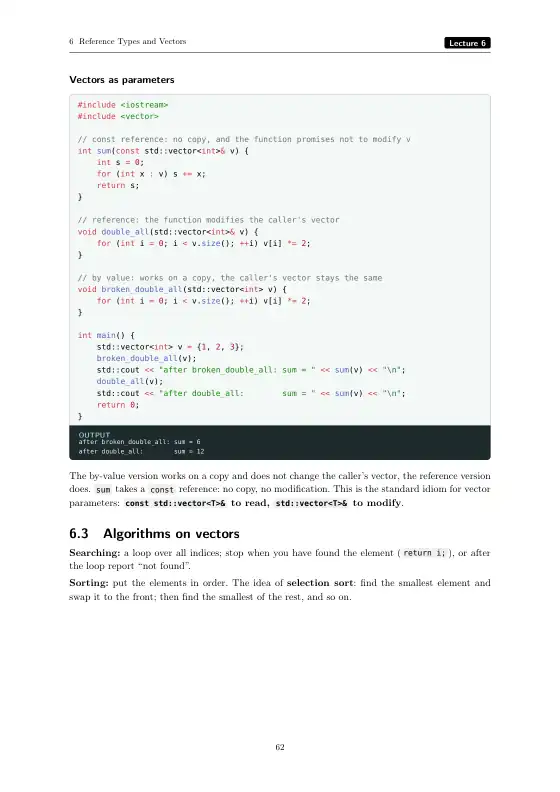 6 Reference Types and Vectors
Lecture 6
Vectors as parameters
#include <iostream>
#include <vector>
// const reference: no copy, and the function promises not to modify v
int sum(const std::vector<int>& v) {
    int s = 0;
    for (int x : v) s += x;
    return s;
}
// reference: the function modifies the caller's vector
void double_all(std::vector<int>& v) {
    for (int i = 0; i < v.size(); ++i) v[i] *= 2;
}
// by value: works on a copy, the caller's vector stays the same
void broken_double_all(std::vector<int> v) {
    for (int i = 0; i < v.size(); ++i) v[i] *= 2;
}
int main() {
    std::vector<int> v = {1, 2, 3};
    broken_double_all(v);
    std::cout << "after broken_double_all: sum = " << sum(v) << "\n";
    double_all(v);
    std::cout << "after double_all:        sum = " << sum(v) << "\n";
    return 0;
}
OUTPUT
after broken_double_all: sum = 6
after double_all:        sum = 12
The by-value version works on a copy and does not change the caller's vector, the reference version
does. sum takes a const reference: no copy, no modification. This is the standard idiom for vector
parameters: const std::vector<T>& to read, std::vector<T>& to modify.
6.3 Algorithms on vectors
Searching: a loop over all indices; stop when you have found the element (return i;), or after
the loop report "not found".
Sorting: put the elements in order. The idea of selection sort: find the smallest element and
swap it to the front; then find the smallest of the rest, and so on.
62